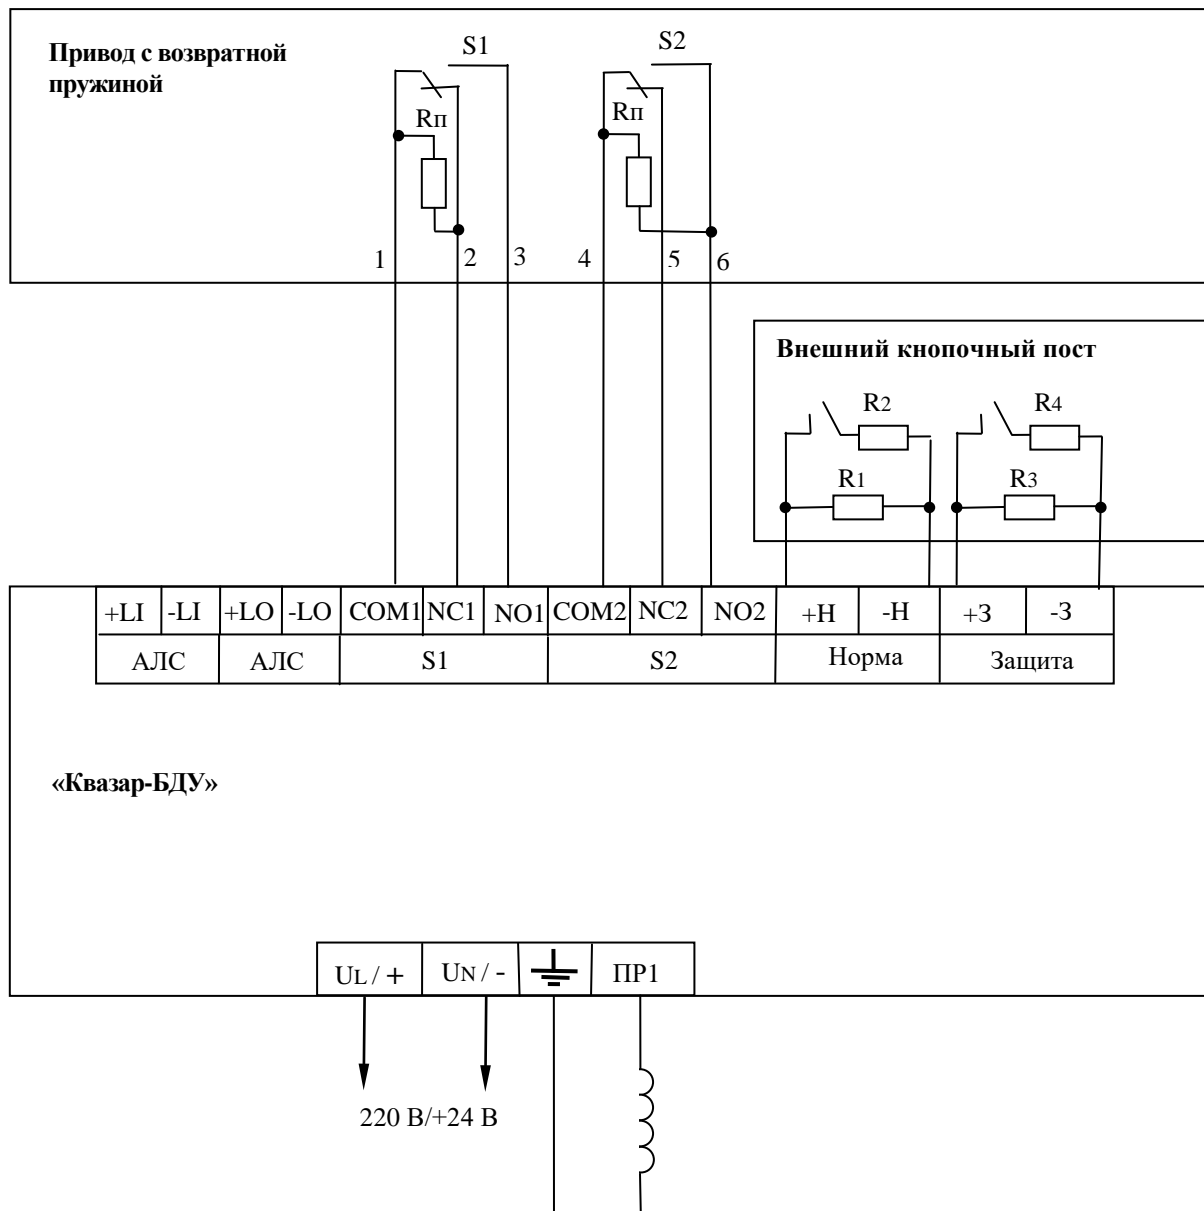 Привод с возвратной
пружиной
S1
S2
Rп
Rп
1
2
3
4
5
6
Внешний кнопочный пост
R2
R4
R1
R3
+LI
-LI
+LO
-LO
COM1
NC1
NO1
COM2
NC2
NO2
+Н
-Н
+З
-З
АЛС
АЛС
S1
S2
Норма
Защита
«Квазар-БДУ»
UL / +
UN / -
ПР1
220 В/+24 В